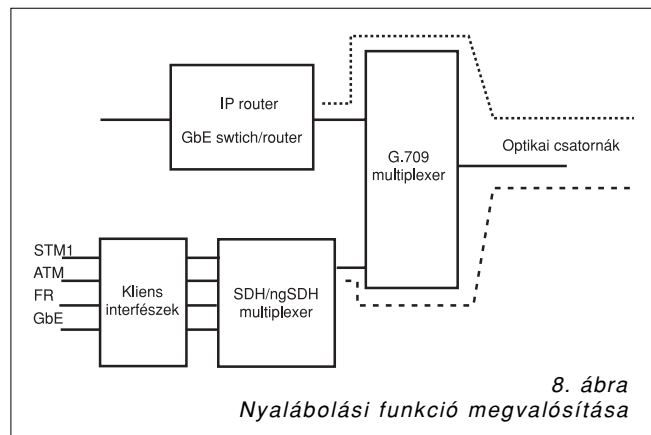 IP router
GbE swtich/router
G.709
multiplexer
Optikai csatornák
STM1
ATM
FR
GbE
Kliens
interfészek
SDH/ngSDH
multiplexer
8. ábra
Nyalábolási funkció megvalósítása